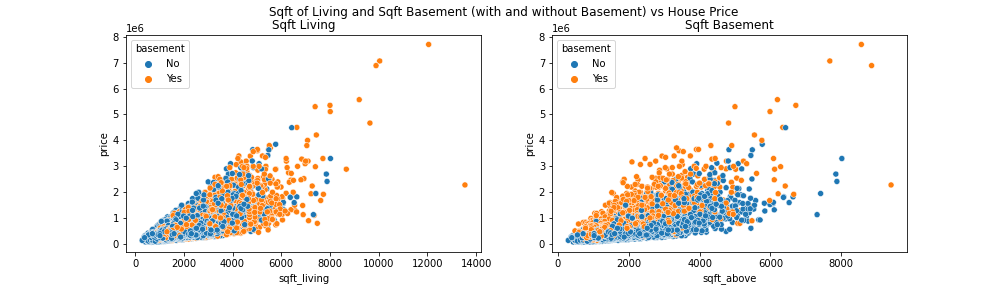 Sqft of Living and Sqft Basement (with and without Basement) vs House Price
Sqft Living
1e6
8
7
6
5
4
3
2
1
0
price
basement
No
Yes
0 2000 4000 6000 8000 10000 12000 14000
sqft_living
Sqft Basement
1e6
8
7
6
5
4
3
2
1
0
price
basement
No
Yes
0 2000 4000 6000 8000
sqft_above